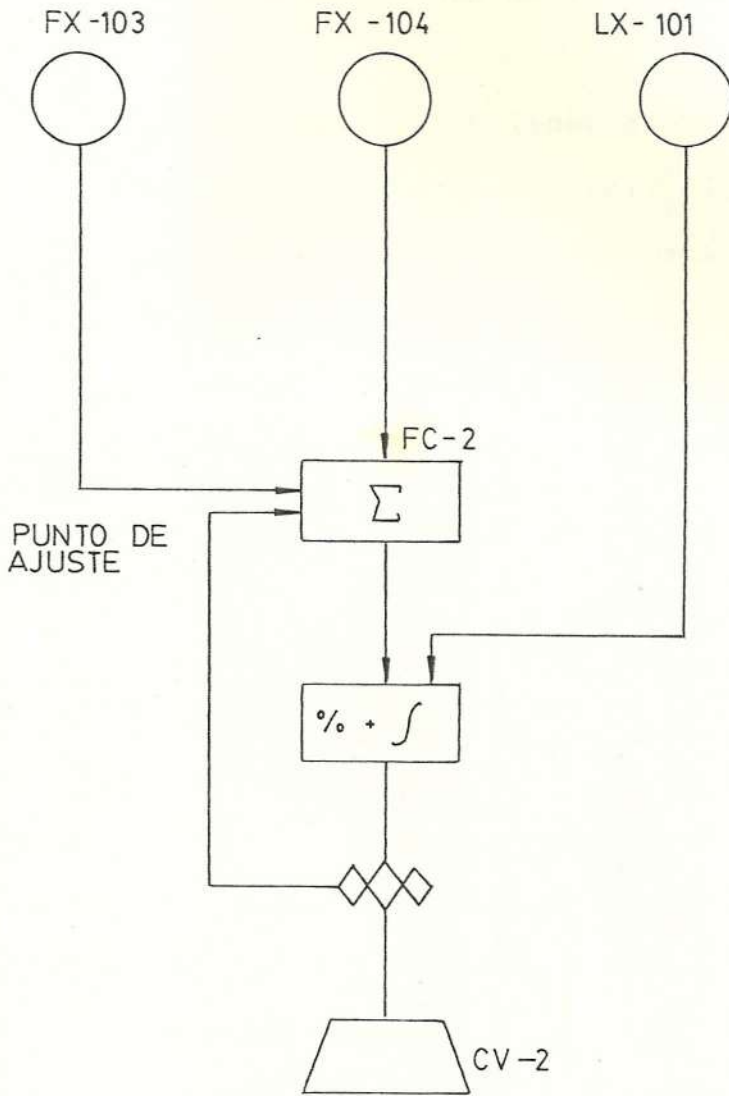 FX-103
FX-104
LX-101
FC-2
Σ
PUNTO DE
AJUSTE
% + ∫
CV-2